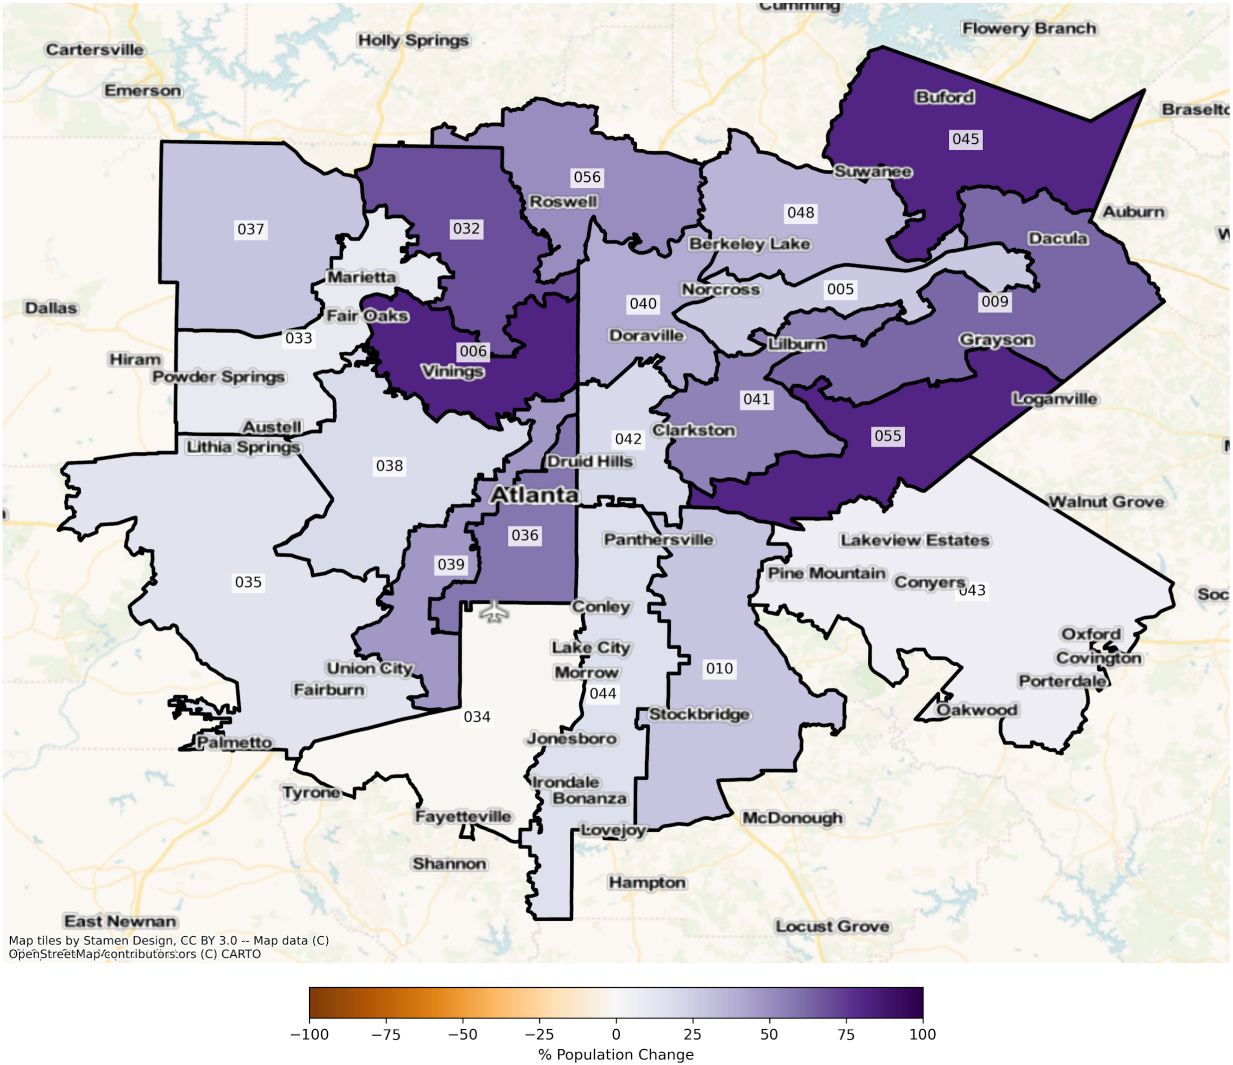 Cumming
Flowery Branch
Holly Springs
Cartersville
Emerson
Buford
045
Suwanee
056
Roswell
037
032
048
Berkeley Lake
Auburn
Dacula
Marietta
Norcross
005
009
040
Dallas
Fair Oaks
033
Doraville
Lilburn
Grayson
006
Vinings
Hiram
Powder Springs
041
Loganville
Austell
Lithia Springs
Clarkston
042
055
038
Druid Hills
Atlanta
Walnut Grove
036
Panthersville
Lakeview Estates
039
Pine Mountain
Conyers
043
035
Conley
Oxford
Lake City
Covington
Union City
Morrow
010
Porterdale
Fairburn
044
034
Stockbridge
Oakwood
Palmetto
Jonesboro
Tyrone
Irondale
Bonanza
Fayetteville
Lovejoy
McDonough
Shannon
Hampton
East Newnan
Locust Grove
Map tiles by Stamen Design, CC BY 3.0 -- Map data (C)
OpenStreetMap contributors (C) CARTO
−100 −75 −50 −25 0 25 50 75 100
% Population Change